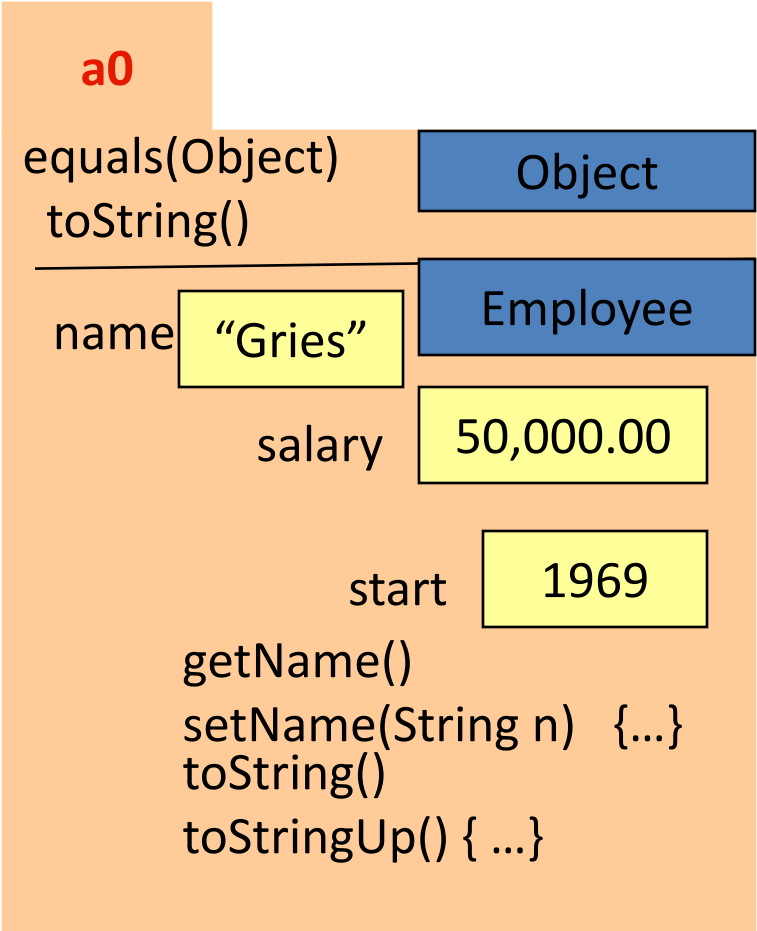 a0
equals(Object)
Object
toString()
Employee
name
“Gries”
salary
50,000.00
start
1969
getName()
setName(String n) {...}
toString()
toStringUp() { ...}